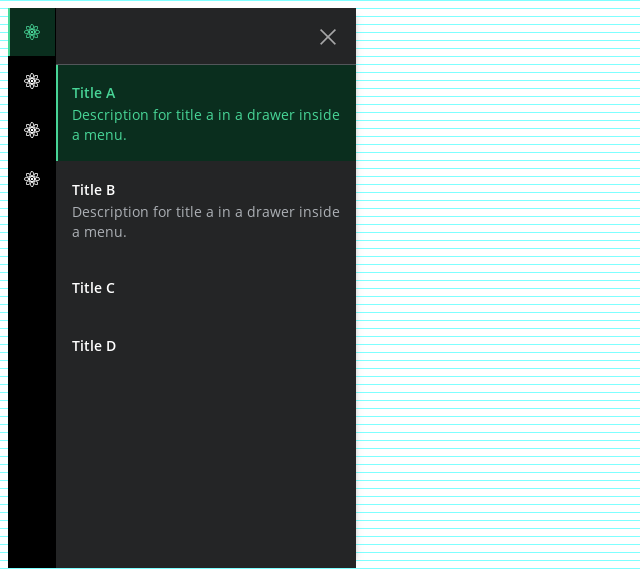 Title A
Description for title a in a drawer inside
a menu.
Title B
Description for title a in a drawer inside
a menu.
Title C
Title D